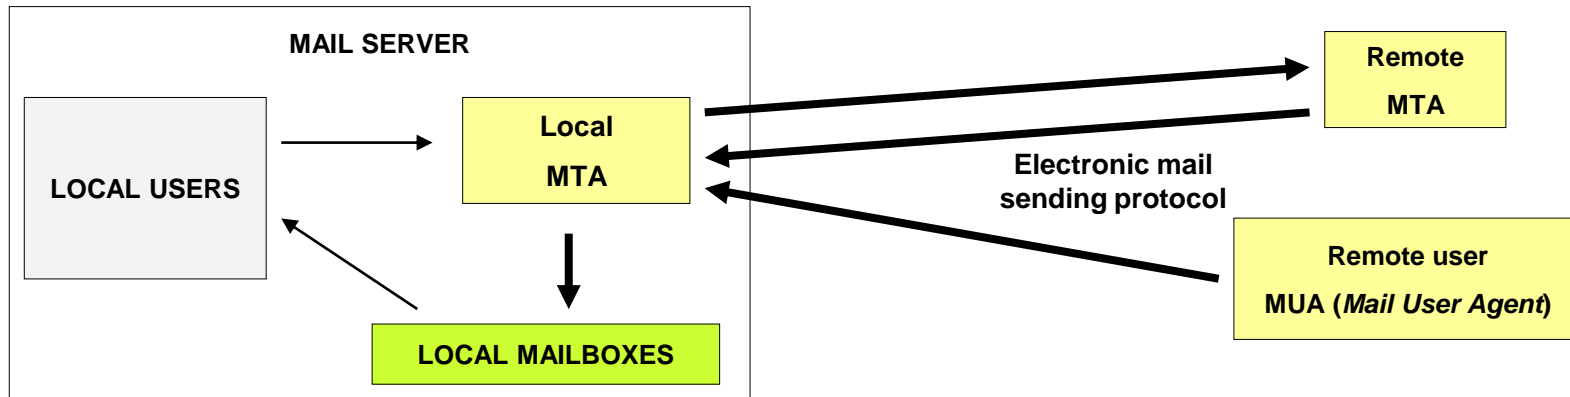 MAIL SERVER
LOCAL USERS
Local
MTA
LOCAL MAILBOXES
Electronic mail
sending protocol
Remote
MTA
Remote user
MUA (Mail User Agent)